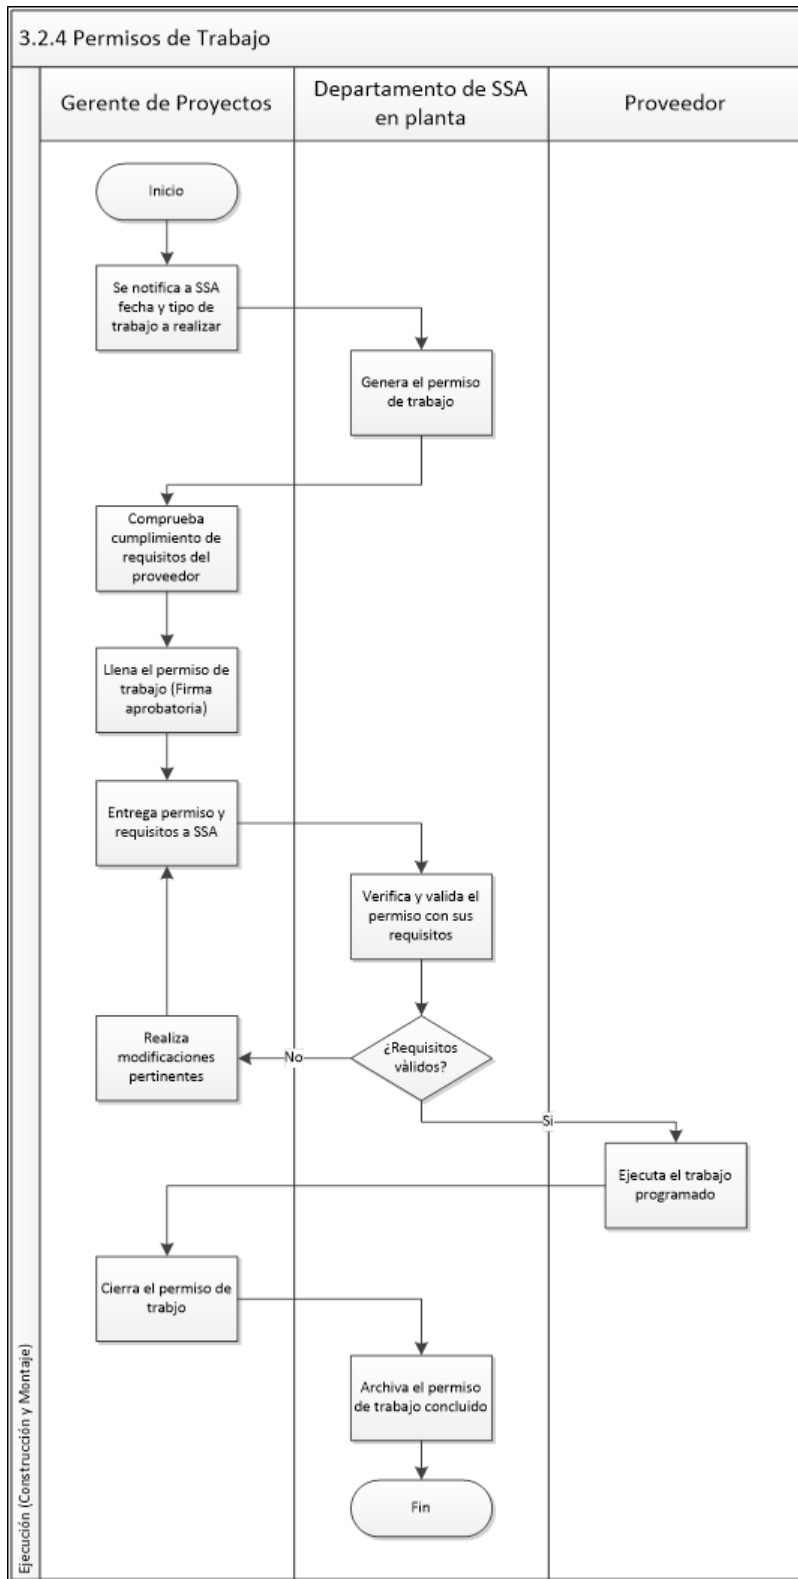 3.2.4 Permisos de Trabajo
Gerente de Proyectos
Departamento de SSA
en planta
Proveedor
Inicio
Se notifica a SSA
fecha y tipo de
trabajo a realizar
Genera el permiso
de trabajo
Comprueba
cumplimiento de
requisitos del
proveedor
Llena el permiso de
trabajo (Firma
aprobatoria)
Entrega permiso y
requisitos a SSA
Verifica y valida el
permiso con sus
requisitos
¿Requisitos
vàlidos?
No
Realiza
modificaciones
pertinentes
Si
Ejecuta el trabajo
programado
Cierra el permiso de
trabjo
Archiva el permiso
de trabajo concluido
Fin
Ejecución (Construcción y Montaje)